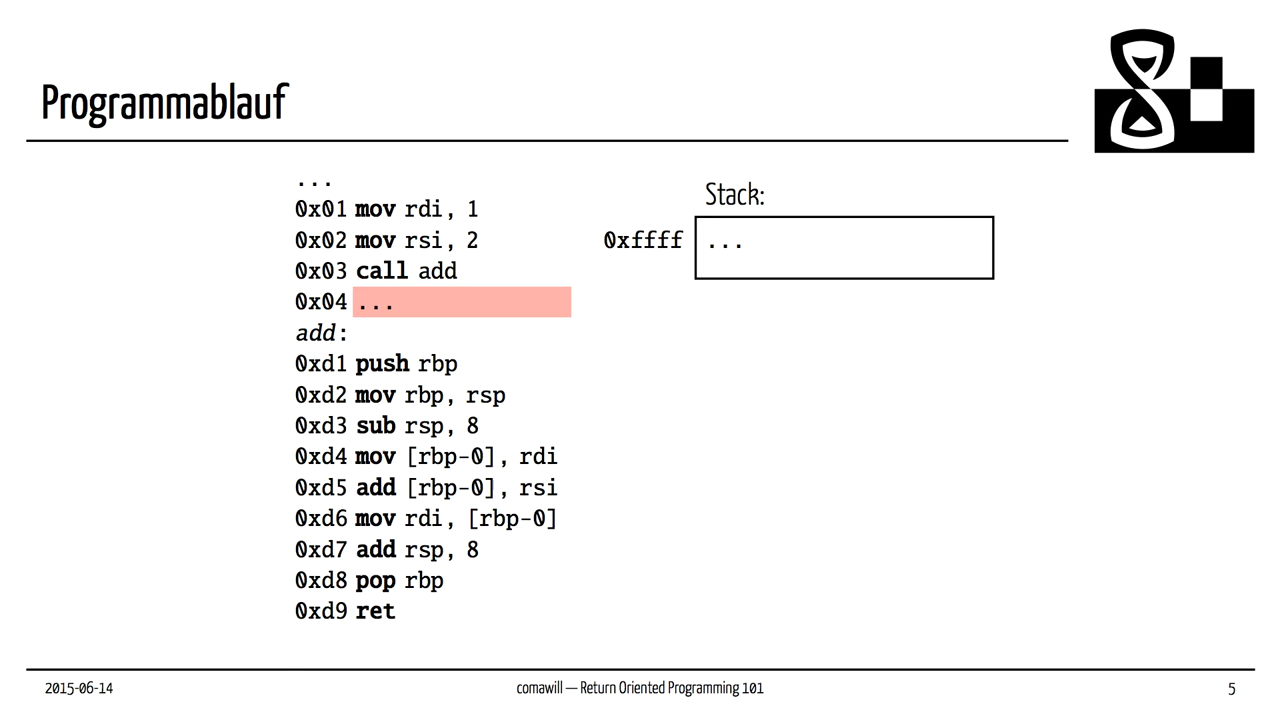 Programmablauf
...
0x01 mov rdi, 1
0x02 mov rsi, 2
0x03 call add
0x04 ...
add:
0xd1 push rbp
0xd2 mov rbp, rsp
0xd3 sub rsp, 8
0xd4 mov [rbp-0], rdi
0xd5 add [rbp-0], rsi
0xd6 mov rdi, [rbp-0]
0xd7 add rsp, 8
0xd8 pop rbp
0xd9 ret
Stack:
0xffff ...
2015-06-14
comawill — Return Oriented Programming 101
5